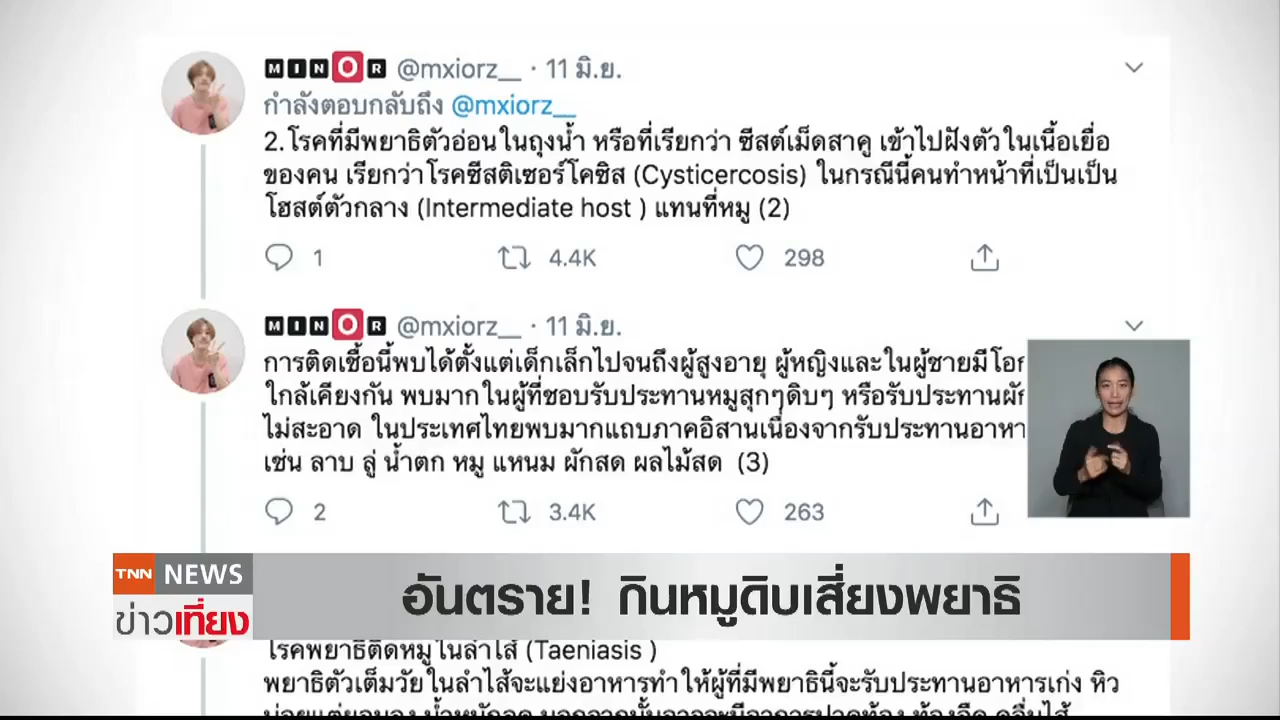 🅼🅸🅽🅾🆁 @mxiorz__ · 11 มิ.ย.
กำลังตอบกลับถึง @mxiorz__
2.โรคที่มีพยาธิตัวอ่อนในถุงน้ำ หรือที่เรียกว่า ซีสต์เม็ดสาคู เข้าไปฝังตัวในเนื้อเยื่อ
ของคน เรียกว่าโรคซีสติเซอร์โคซิส (Cysticercosis) ในกรณีนี้คนทำหน้าที่เป็นเป็น
โฮสต์ตัวกลาง (Intermediate host ) แทนที่หมู (2)
1 4.4K 298
🅼🅸🅽🅾🆁 @mxiorz__ · 11 มิ.ย.
การติดเชื้อนี้พบได้ตั้งแต่เด็กเล็กไปจนถึงผู้สูงอายุ ผู้หญิงและในผู้ชายมี
ใกล้เคียงกัน พบมากในผู้ที่ชอบรับประทานหมูสุกๆดิบๆ หรือรับประทาน
ไม่สะอาด ในประเทศไทยพบมากแถบภาคอีสานเนื่องจากรับประทาน
เช่น ลาบ ลู่ น้ำตก หมู แหนม ผักสด ผลไม้สด (3)
2 3.4K 263
TNN NEWS
ข่าวเที่ยง
อันตราย! กินหมูดิบเสี่ยงพยาธิ
โรคพยาธิตืดหมูในลำไส้ (Taeniasis )
พยาธิตัวเต็มวัยในลำไส้จะแย่งอาหารทำให้ผู้ที่มีพยาธินี้จะรับประทานอาหารเก่ง หิว